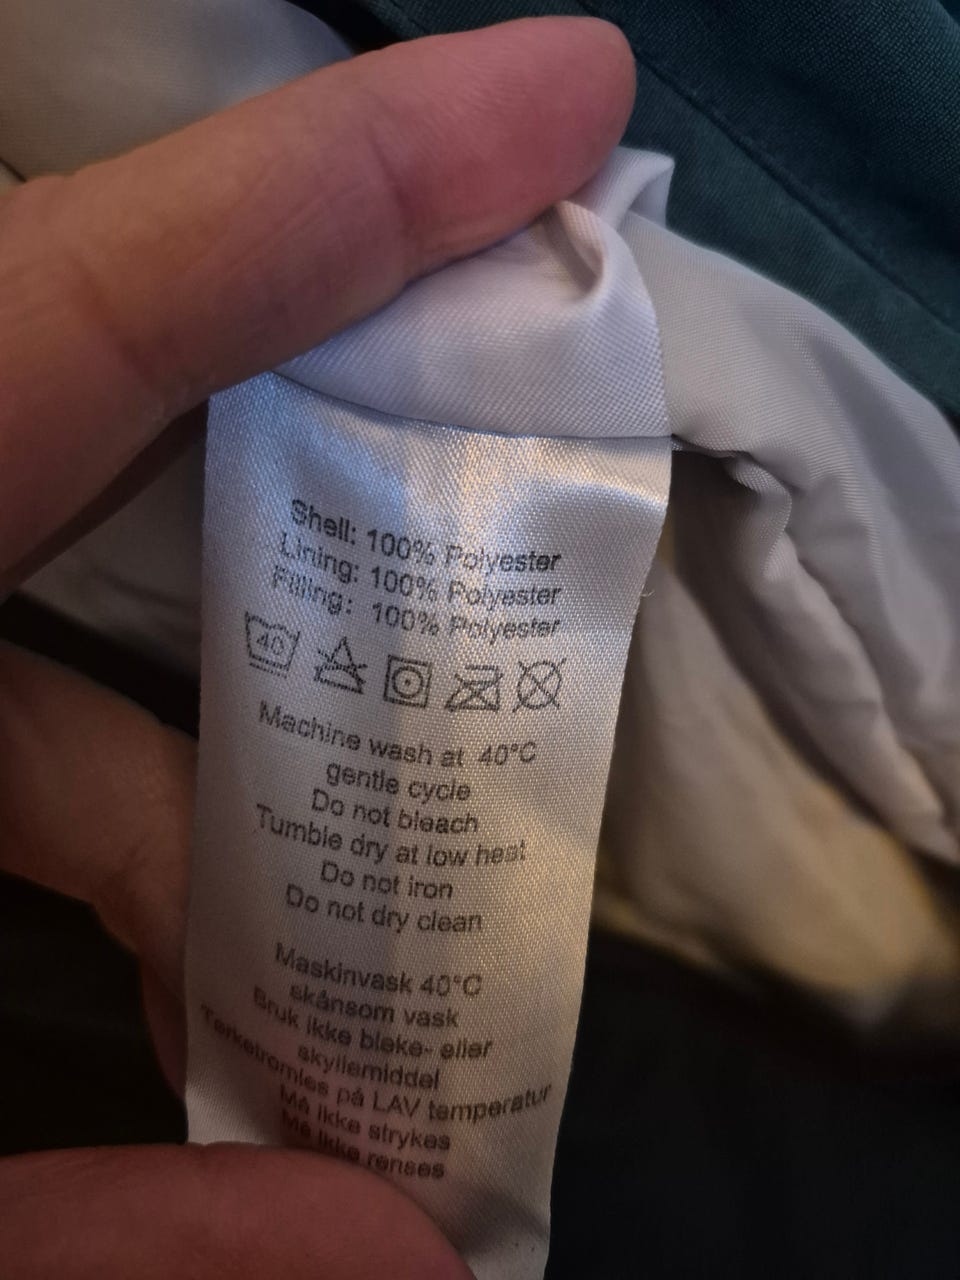 Shell: 100% Polyester
Lining: 100% Polyester
Filling: 100% Polyester
40
Machine wash at 40°C
gentle cycle
Do not bleach
Tumble dry at low heat
Do not iron
Do not dry clean
Maskinvask 40°C
skånsom vask
Bruk ikke bleke- eller
skyllemiddel
Tørketromles på LAV temperatur
Må ikke strykes
Må ikke renses